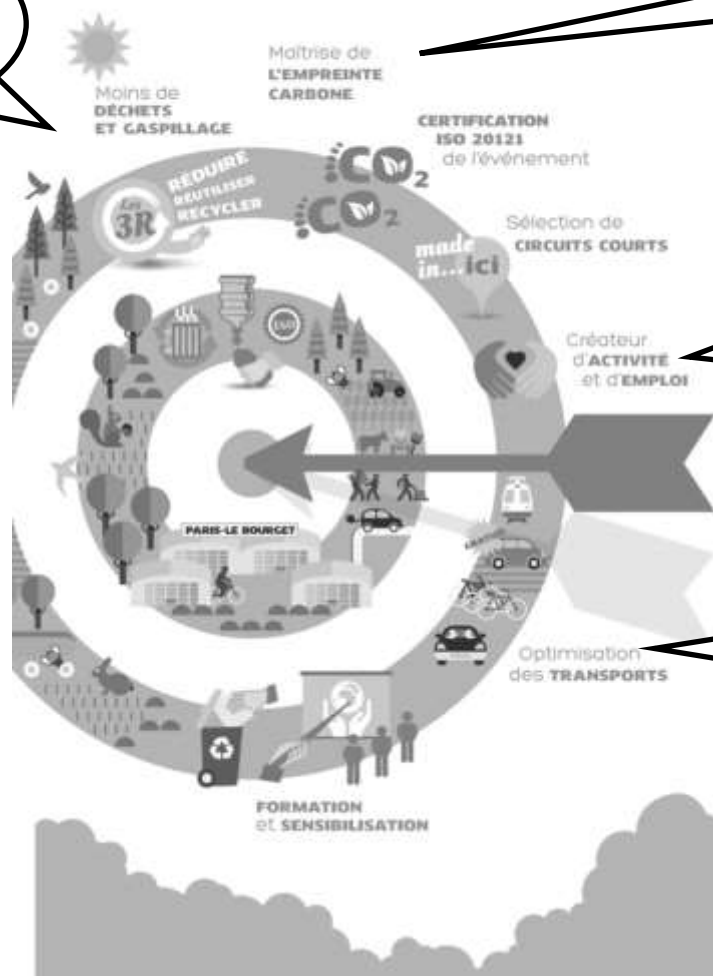 Moins de
DÉCHETS
ET GASPILLAGE
Maîtrise de
L'EMPREINTE
CARBONE
CERTIFICATION
ISO 20121
de l'événement
Les
3R
RÉDUIRE
RÉUTILISER
RECYCLER
CO2
CO2
Sélection de
CIRCUITS COURTS
made
in... ici
ISO
Créateur
d'ACTIVITÉ
et d'EMPLOI
PARIS-LE BOURGET
Optimisation
des TRANSPORTS
FORMATION
et SENSIBILISATION